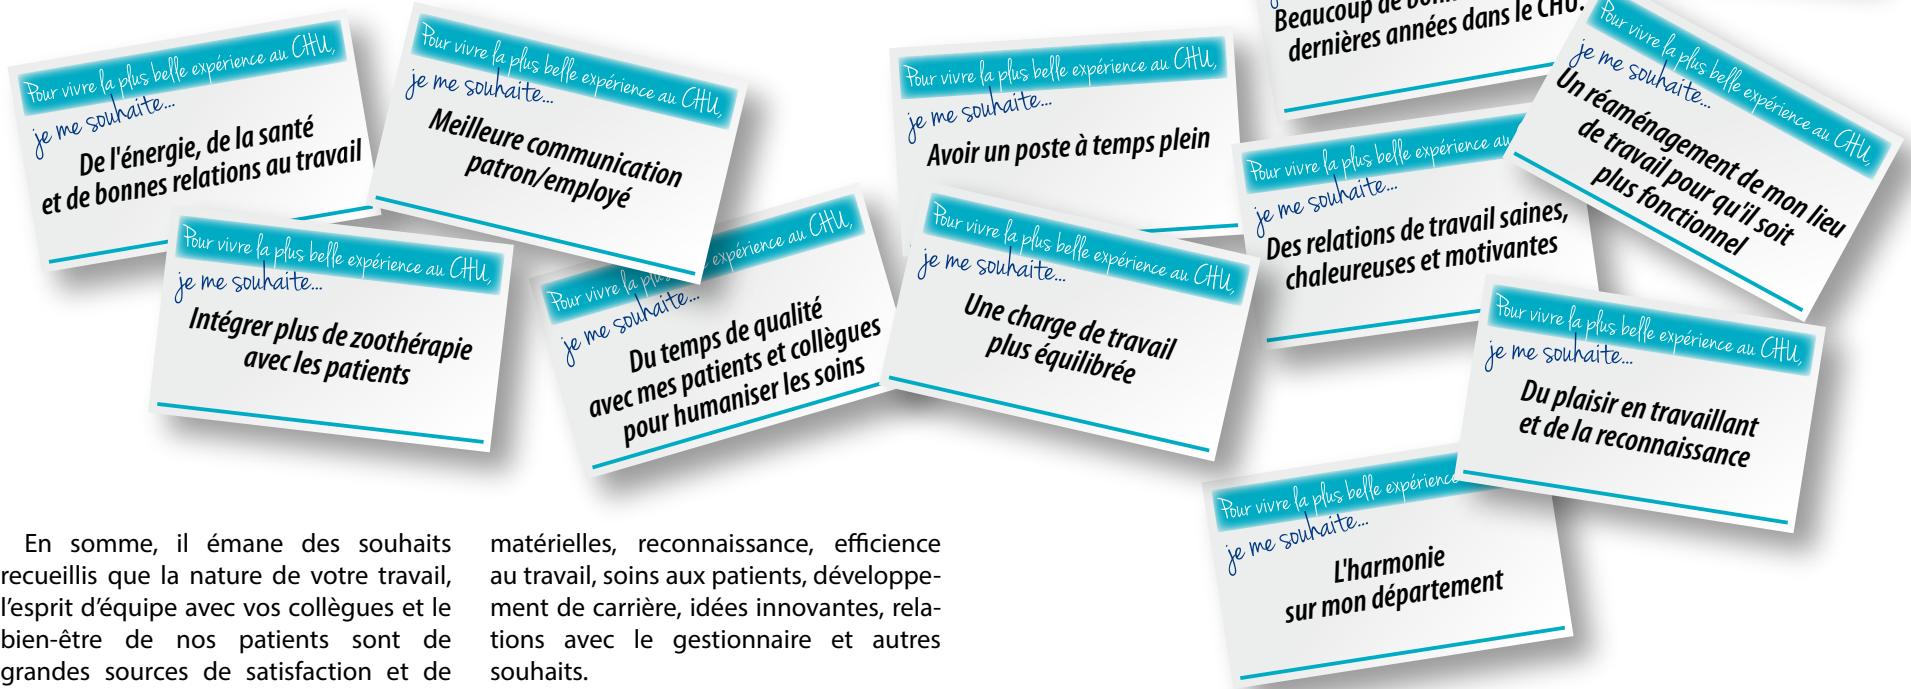 Pour vivre la plus belle expérience au CHU,
je me souhaite...
De l'énergie, de la santé
et de bonnes relations au travail
Pour vivre la plus belle expérience au CHU,
je me souhaite...
Meilleure communication
patron/employé
Pour vivre la plus belle expérience au CHU,
je me souhaite...
Intégrer plus de zoothérapie
avec les patients
Pour vivre la expérience au CHU,
je me souhaite...
Du temps de qualité
avec mes patients et collègues
pour humaniser les soins
Pour vivre la plus belle expérience au CHU,
je me souhaite...
Avoir un poste à temps plein
Pour vivre la plus belle expérience au CHU,
je me souhaite...
Une charge de travail
plus équilibrée
Beaucoup de
dernières années dans le CHU.
Pour vivre la plus belle expérience au
je me souhaite...
Des relations de travail saines,
chaleureuses et motivantes
Pour vivre la plus belle expérience au CHU,
je me souhaite...
Un réaménagement de mon lieu
de travail pour qu'il soit
plus fonctionnel
Pour vivre la plus belle expérience au CHU,
je me souhaite...
Du plaisir en travaillant
et de la reconnaissance
Pour vivre la plus belle expérience
je me souhaite...
L'harmonie
sur mon département
En somme, il émane des souhaits
recueillis que la nature de votre travail,
l'esprit d'équipe avec vos collègues et le
bien-être de nos patients sont de
grandes sources de satisfaction et de
matérielles, reconnaissance, efficience
au travail, soins aux patients, développe-
ment de carrière, idées innovantes, rela-
tions avec le gestionnaire et autres
souhaits.